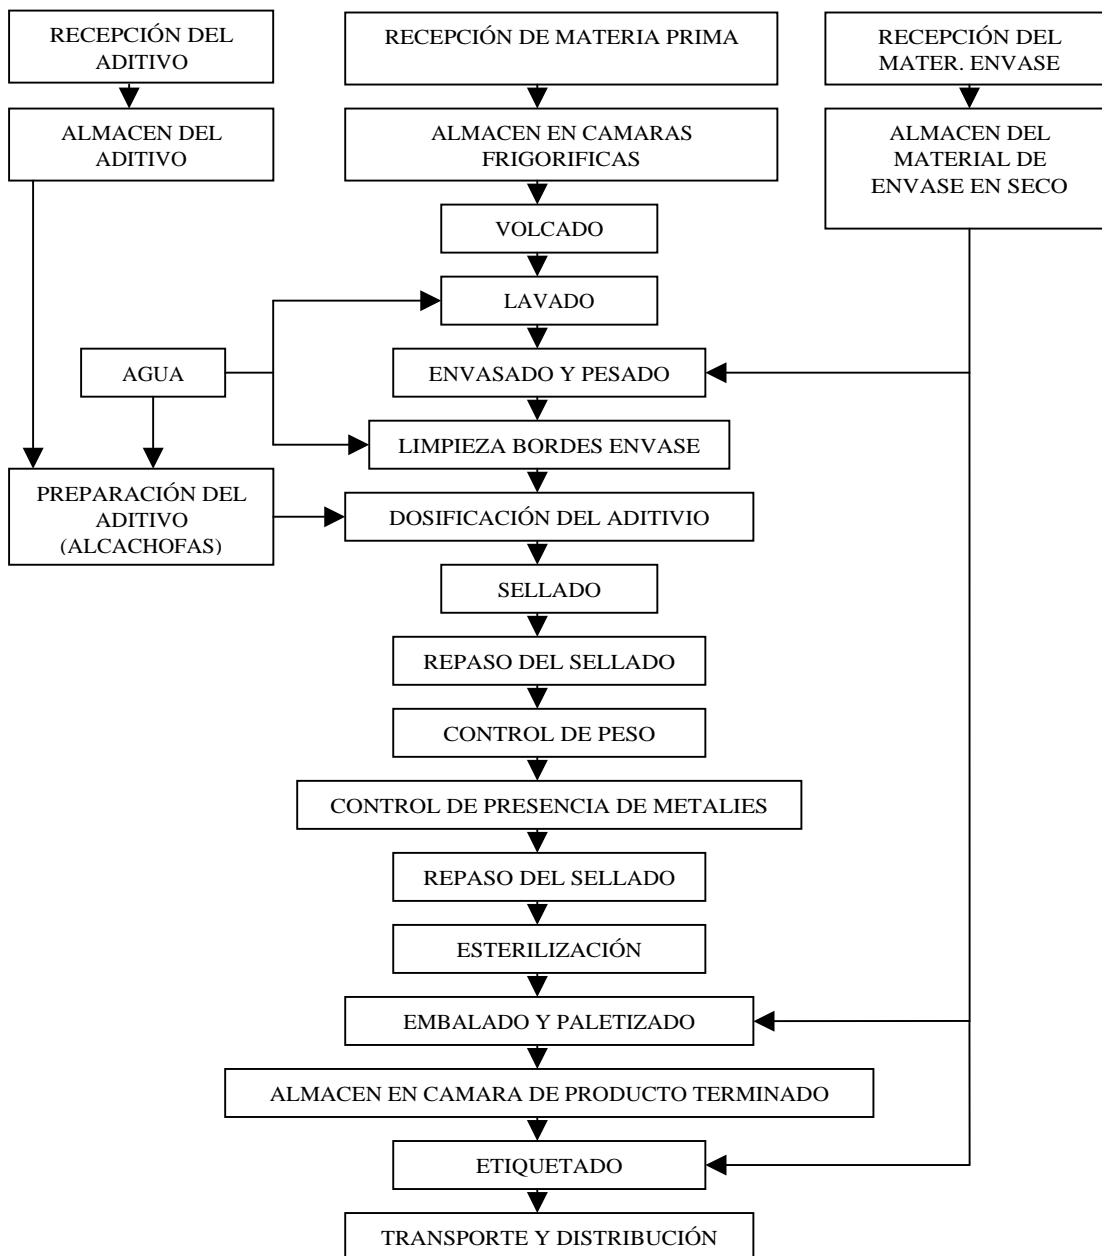 RECEPCIÓN DEL
ADITIVO
RECEPCIÓN DE MATERIA PRIMA
RECEPCIÓN DEL
MATER. ENVASE
ALMACEN DEL
ADITIVO
ALMACEN EN CAMARAS
FRIGORIFICAS
ALMACEN DEL
MATERIAL DE
ENVASE EN SECO
VOLCADO
LAVADO
AGUA
ENVASADO Y PESADO
LIMPIEZA BORDES ENVASE
PREPARACIÓN DEL
ADITIVO
(ALCACHOFAS)
DOSIFICACIÓN DEL ADITIVIO
SELLADO
REPASO DEL SELLADO
CONTROL DE PESO
CONTROL DE PRESENCIA DE METALIES
REPASO DEL SELLADO
ESTERILIZACIÓN
EMBALADO Y PALETIZADO
ALMACEN EN CAMARA DE PRODUCTO TERMINADO
ETIQUETADO
TRANSPORTE Y DISTRIBUCIÓN